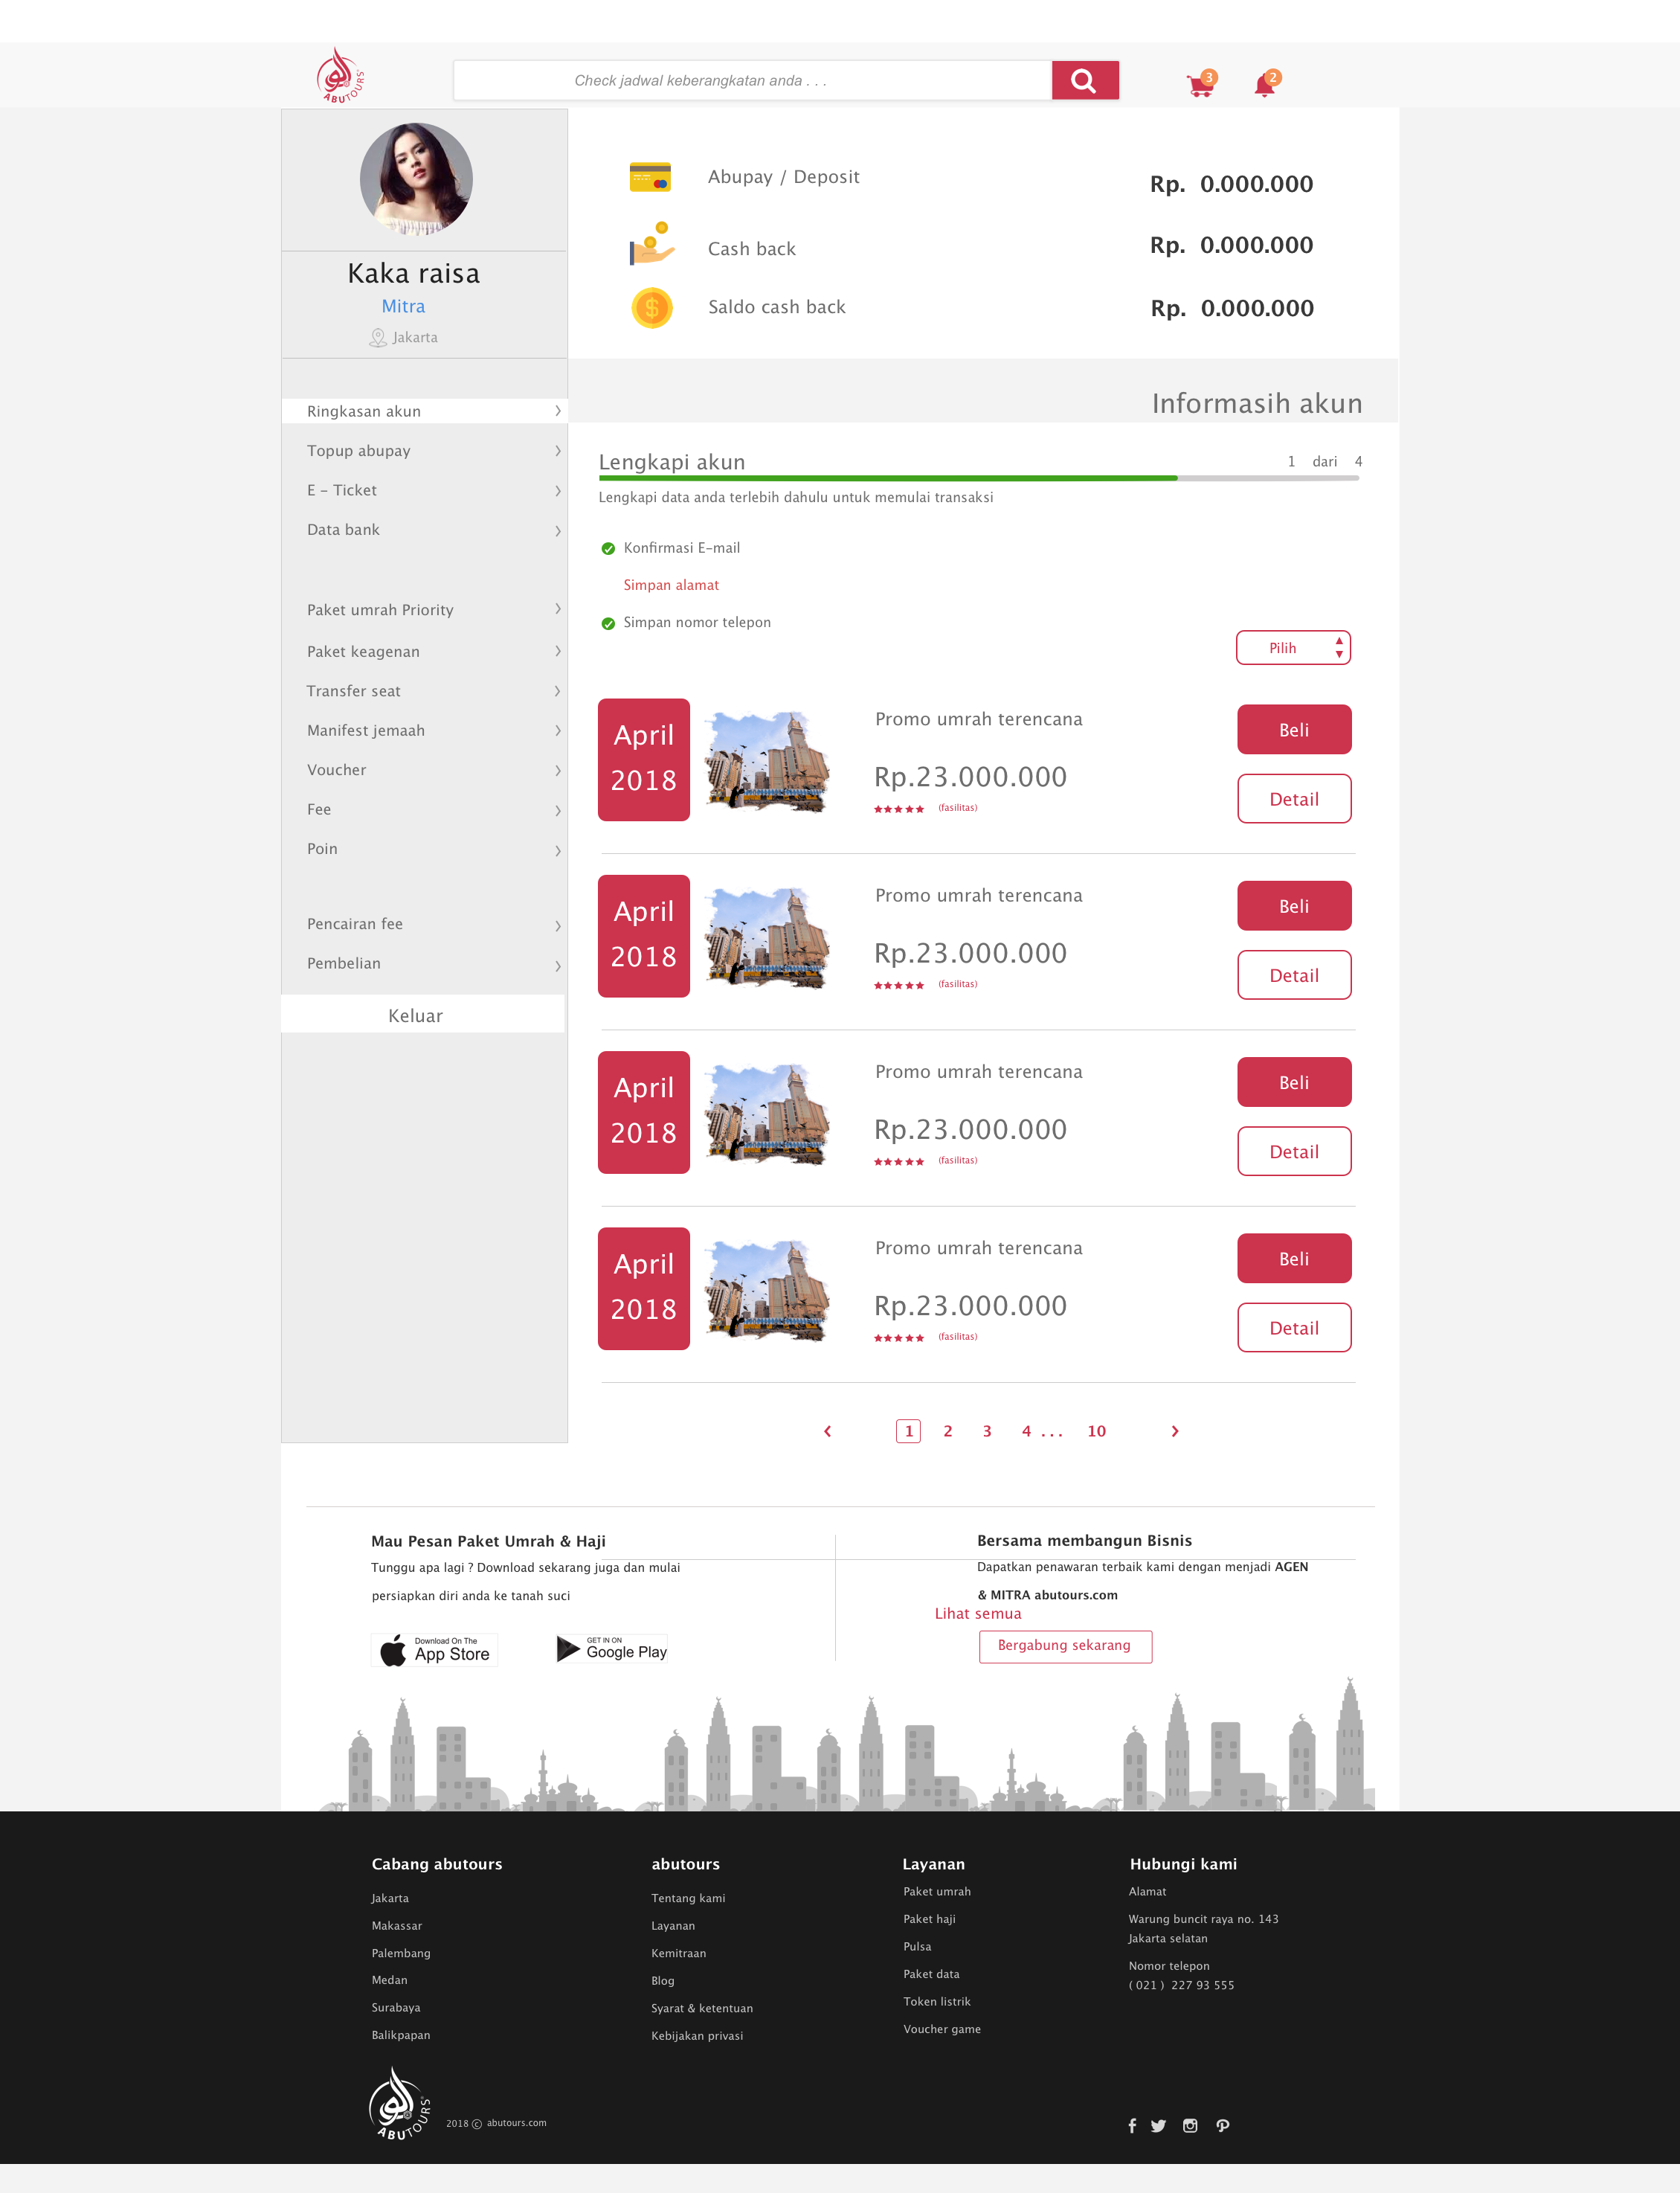 ABUTOURS
Check jadwal keberangkatan anda . . .
3
2
Kaka raisa
Mitra
Jakarta
Abupay / Deposit
Rp. 0.000.000
Cash back
Rp. 0.000.000
Saldo cash back
Rp. 0.000.000
Ringkasan akun
Topup abupay
E - Ticket
Data bank
Paket umrah Priority
Paket keagenan
Transfer seat
Manifest jemaah
Voucher
Fee
Poin
Pencairan fee
Pembelian
Keluar
Informasih akun
Lengkapi akun
1 dari 4
Lengkapi data anda terlebih dahulu untuk memulai transaksi
Konfirmasi E-mail
Simpan alamat
Simpan nomor telepon
Pilih
April
2018
Promo umrah terencana
Rp.23.000.000
(fasilitas)
Beli
Detail
April
2018
Promo umrah terencana
Rp.23.000.000
(fasilitas)
Beli
Detail
April
2018
Promo umrah terencana
Rp.23.000.000
(fasilitas)
Beli
Detail
April
2018
Promo umrah terencana
Rp.23.000.000
(fasilitas)
Beli
Detail
1 2 3 4 . . . 10
Mau Pesan Paket Umrah & Haji
Tunggu apa lagi ? Download sekarang juga dan mulai
persiapkan diri anda ke tanah suci
Download On The
App Store
GET IN ON
Google Play
Bersama membangun Bisnis
Dapatkan penawaran terbaik kami dengan menjadi AGEN
& MITRA abutours.com
Lihat semua
Bergabung sekarang
Cabang abutours
Jakarta
Makassar
Palembang
Medan
Surabaya
Balikpapan
abutours
Tentang kami
Layanan
Kemitraan
Blog
Syarat & ketentuan
Kebijakan privasi
Layanan
Paket umrah
Paket haji
Pulsa
Paket data
Token listrik
Voucher game
Hubungi kami
Alamat
Warung buncit raya no. 143
Jakarta selatan
Nomor telepon
( 021 ) 227 93 555
ABUTOURS
2018 © abutours.com